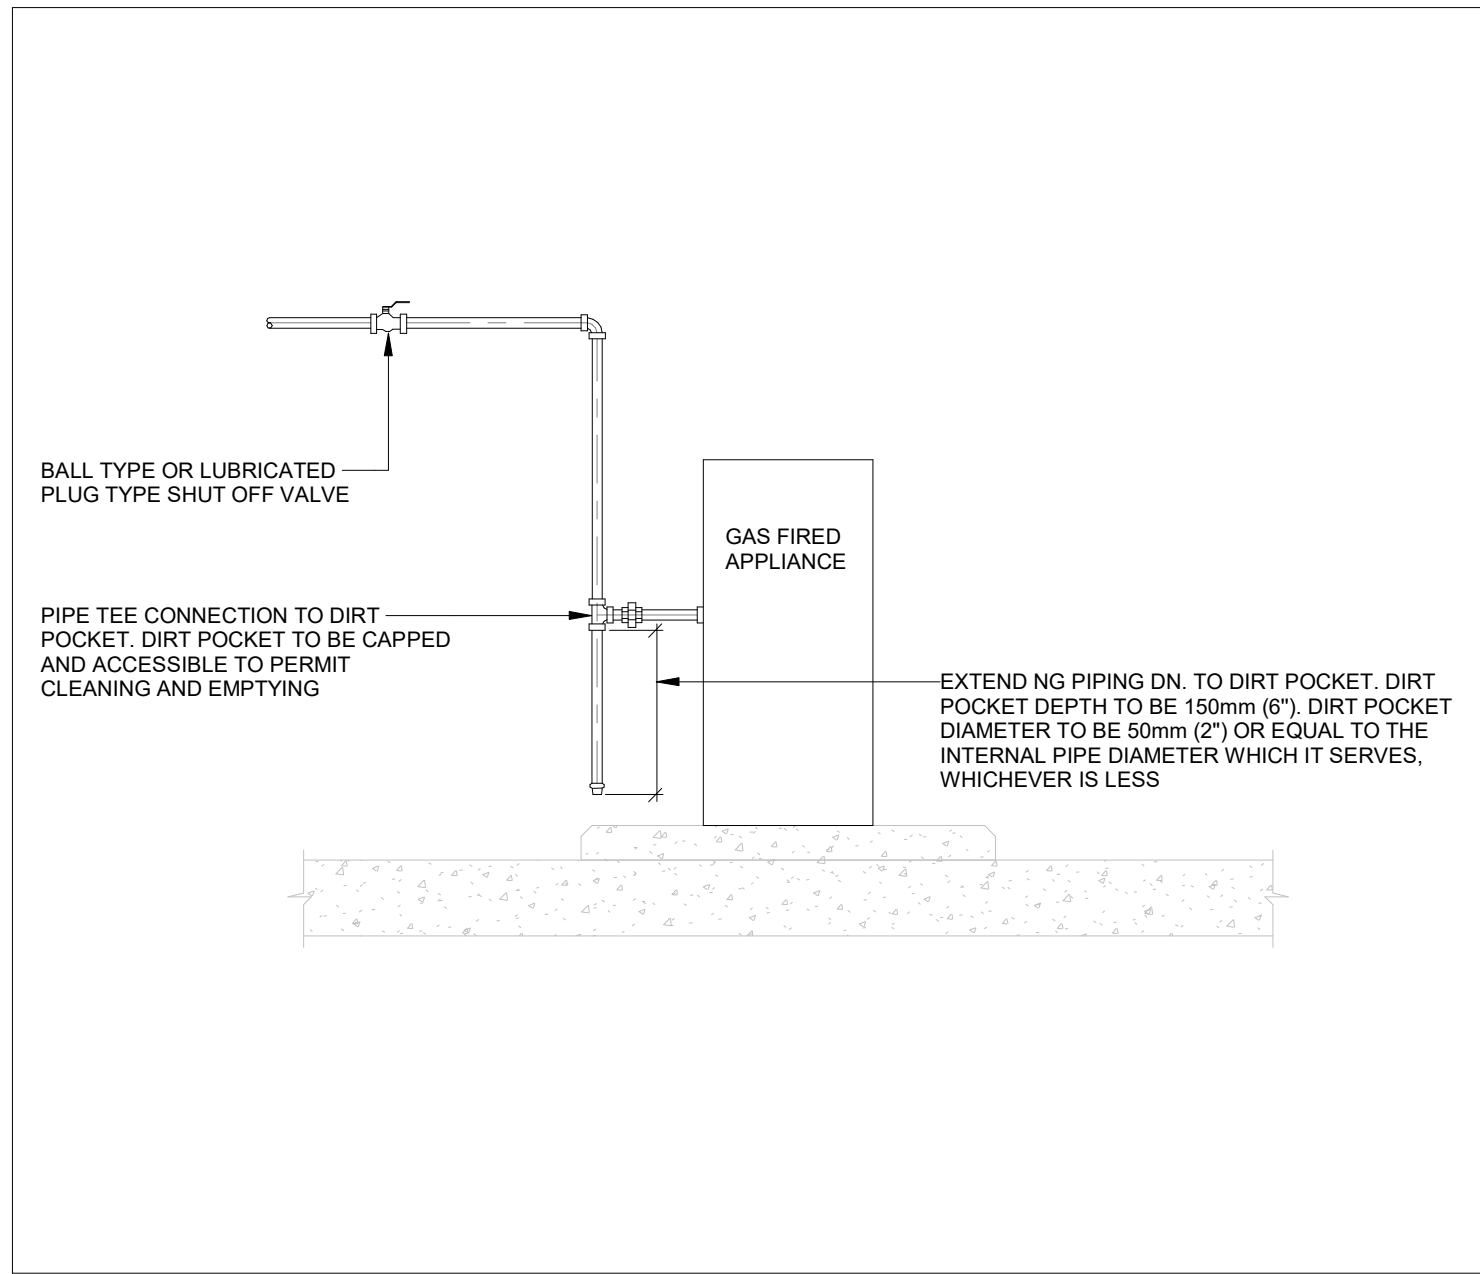 BALL TYPE OR LUBRICATED
PLUG TYPE SHUT OFF VALVE
GAS FIRED
APPLIANCE
PIPE TEE CONNECTION TO DIRT
POCKET. DIRT POCKET TO BE CAPPED
AND ACCESSIBLE TO PERMIT
CLEANING AND EMPTYING
EXTEND NG PIPING DN. TO DIRT POCKET. DIRT
POCKET DEPTH TO BE 150mm (6"). DIRT POCKET
DIAMETER TO BE 50mm (2") OR EQUAL TO THE
INTERNAL PIPE DIAMETER WHICH IT SERVES,
WHICHEVER IS LESS